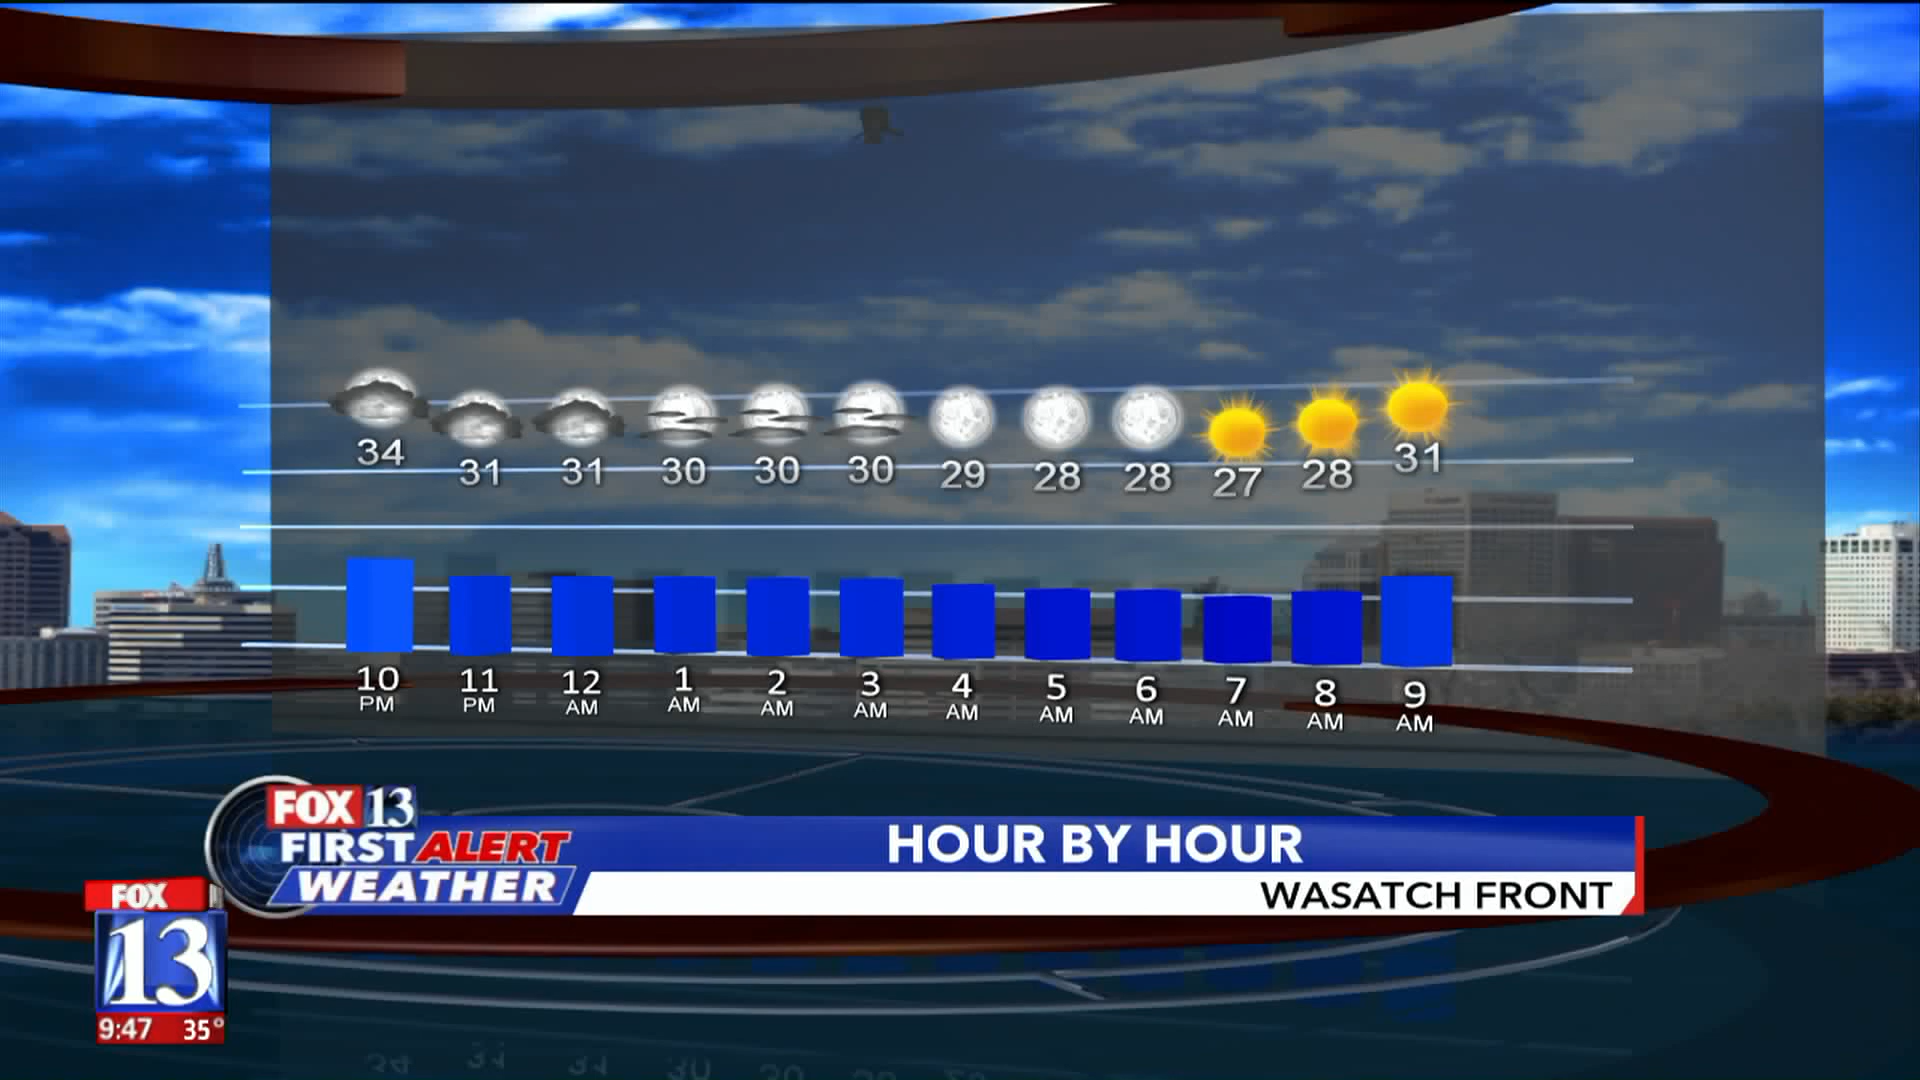 34 31 31 30 30 30 29 28 28 27 28 31
10 11 12 1 2 3 4 5 6 7 8 9
PM PM AM AM AM AM AM AM AM AM AM AM
FOX 13
FIRST ALERT
WEATHER
HOUR BY HOUR
WASATCH FRONT
FOX
13
9:47 35°